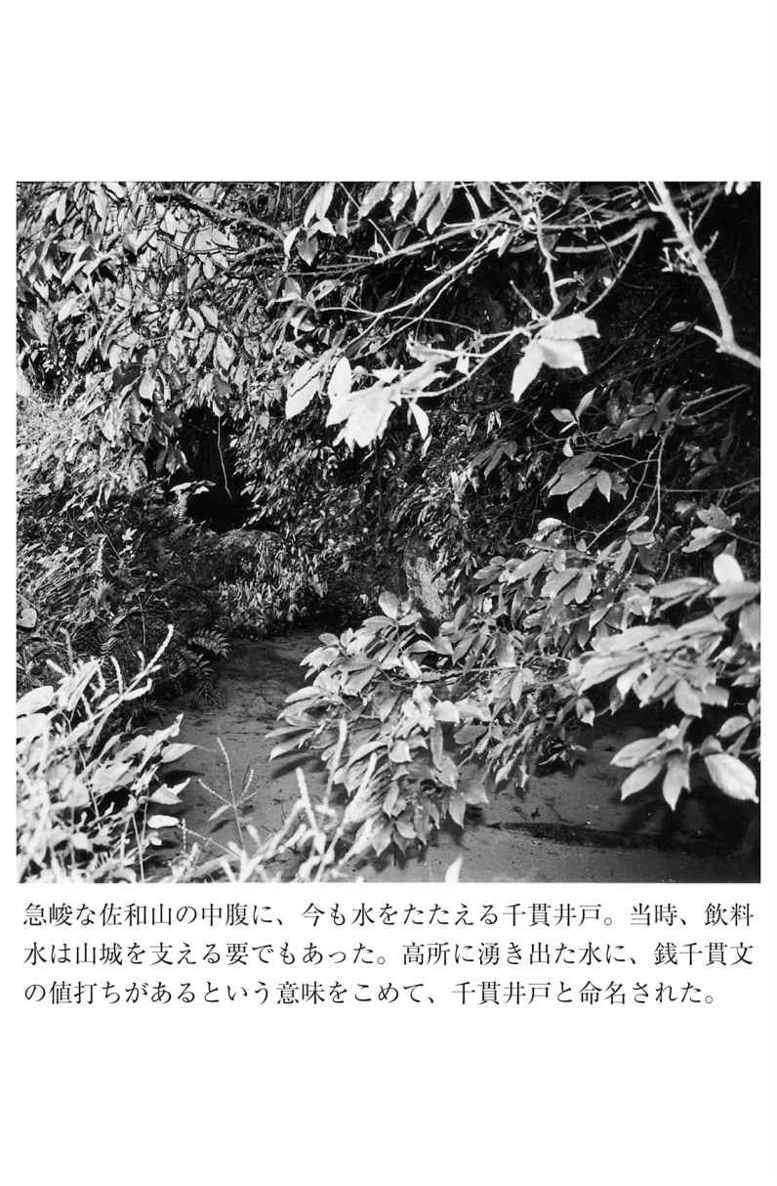 急峻な佐和山の中腹に、今も水をたたえる千貫井戸。当時、飲料
水は山城を支える要でもあった。高所に湧き出た水に、銭千貫文
の値打ちがあるという意味をこめて、千貫井戸と命名された。